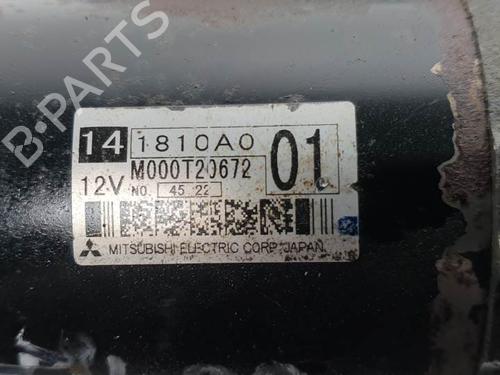 14 1810A0 01
M000T20672
12V NO. 45 22
MITSUBISHI ELECTRIC CORP. JAPAN.
B-PARTS